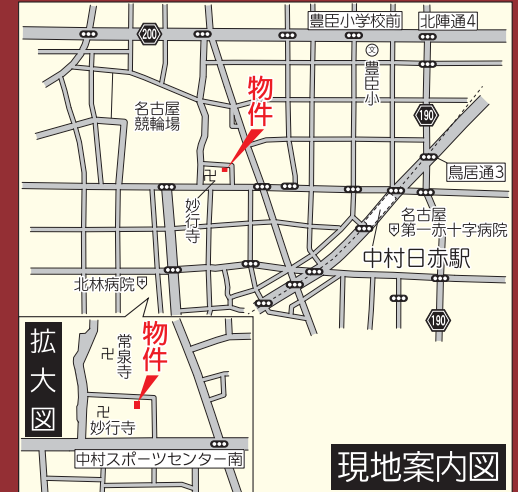 豊臣小学校前
北陣通4
200
文
豊臣小
物件
名古屋
競輪場
190
鳥居通3
卍
妙行寺
名古屋
第一赤十字病院
中村日赤駅
北林病院
190
拡大図
常泉寺
卍
物件
卍
妙行寺
中村スポーツセンター南
現地案内図